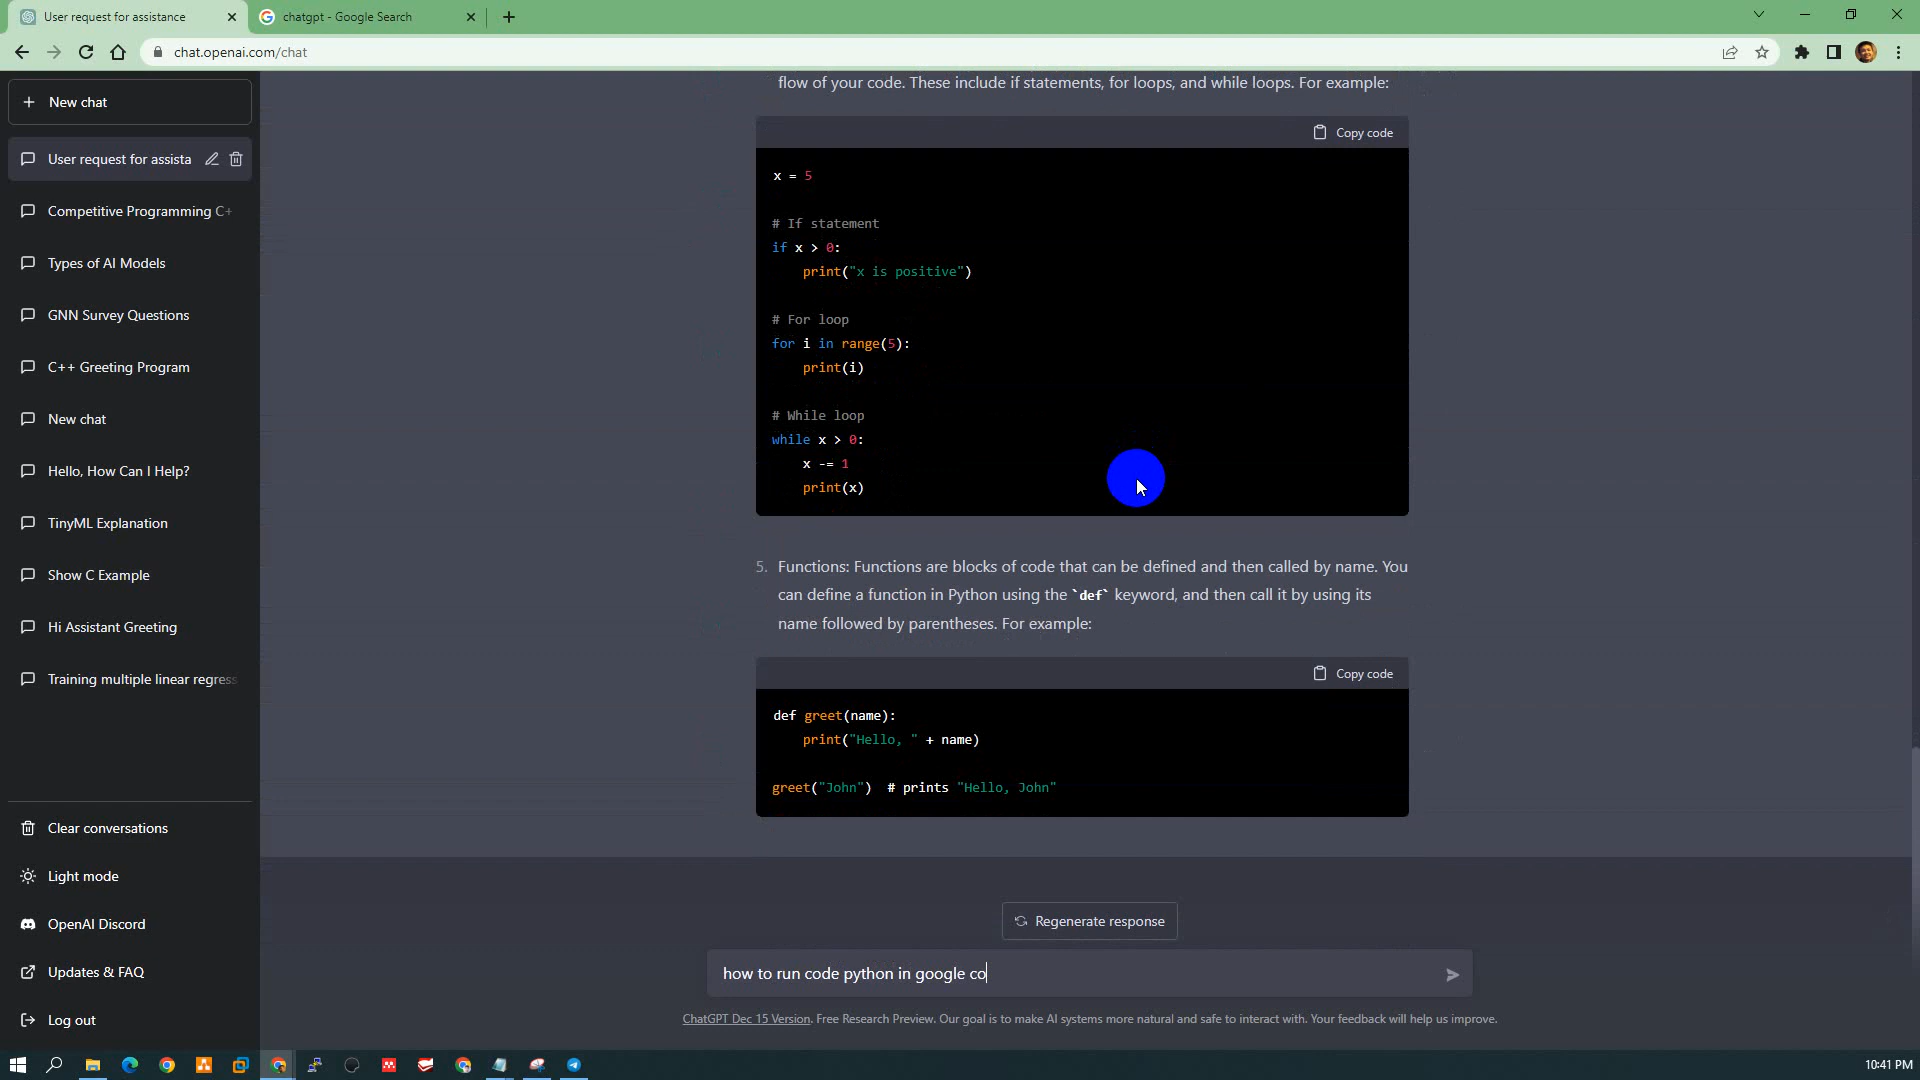 User request for assistance
chatgpt - Google Search
chat.openai.com/chat
New chat
User request for assista
Competitive Programming C+
Types of AI Models
GNN Survey Questions
C++ Greeting Program
New chat
Hello, How Can I Help?
TinyML Explanation
Show C Example
Hi Assistant Greeting
Training multiple linear regress
Clear conversations
Light mode
OpenAI Discord
Updates & FAQ
Log out
flow of your code. These include if statements, for loops, and while loops. For example:
Copy code
x = 5
# If statement
if x > 0:
    print("x is positive")
# For loop
for i in range(5):
    print(i)
# While loop
while x > 0:
    x -= 1
    print(x)
5. Functions: Functions are blocks of code that can be defined and then called by name. You
can define a function in Python using the `def` keyword, and then call it by using its
name followed by parentheses. For example:
Copy code
def greet(name):
    print("Hello, " + name)
greet("John")  # prints "Hello, John"
Regenerate response
how to run code python in google co
ChatGPT Dec 15 Version. Free Research Preview. Our goal is to make AI systems more natural and safe to interact with. Your feedback will help us improve.
10:41 PM